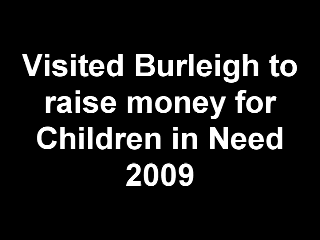 Visited Burleigh to
raise money for
Children in Need
2009